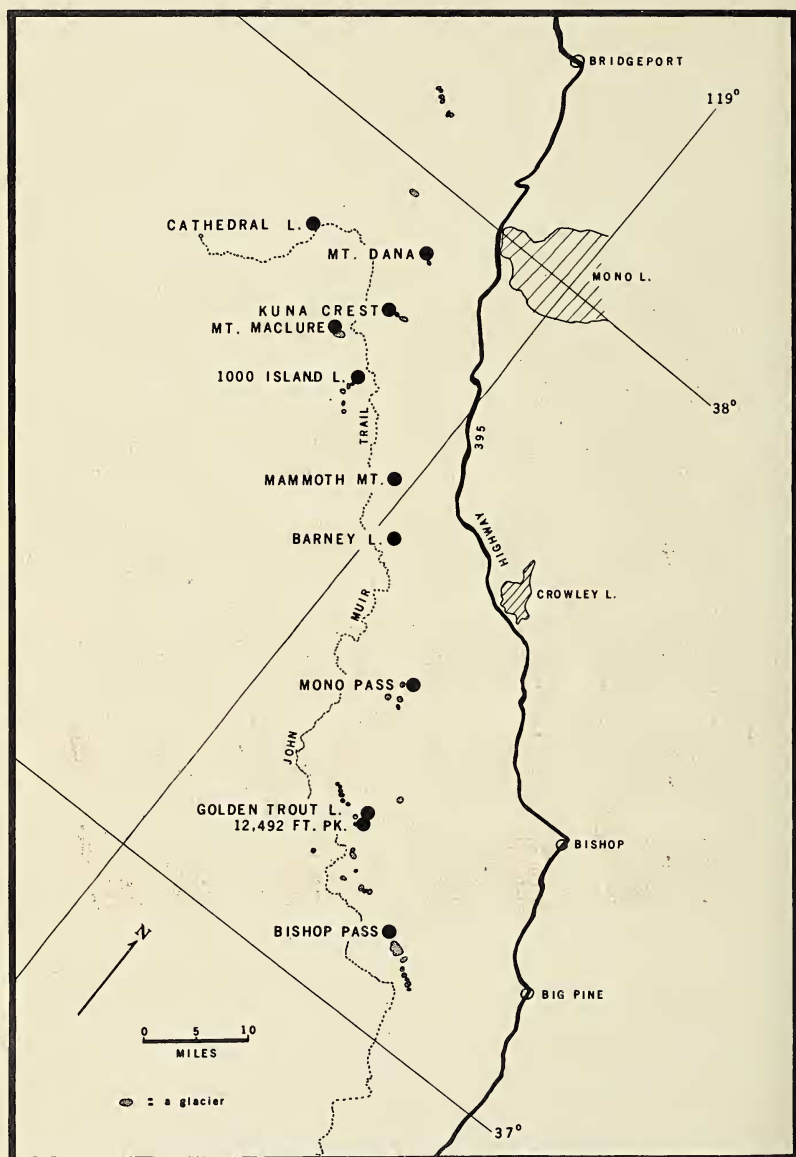 BRIDGEPORT
119°
CATHEDRAL L.
MT. DANA
MONO L.
KUNA CREST
MT. MACLURE
1000 ISLAND L.
38°
TRAIL
395
MAMMOTH MT.
HIGHWAY
BARNEY L.
CROWLEY L.
MUIR
MONO PASS
JOHN
GOLDEN TROUT L.
12,492 FT. PK.
BISHOP
BISHOP PASS
N
BIG PINE
0 5 10
MILES
= a glacier
37°